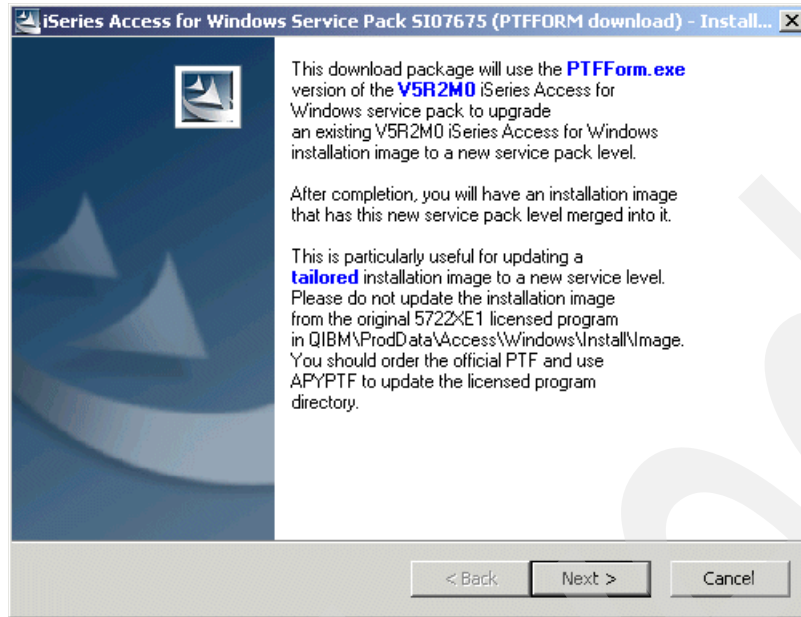 iSeries Access for Windows Service Pack SI07675 (PTFFORM download) - Install...
This download package will use the PTFForm.exe
version of the V5R2M0 iSeries Access for
Windows service pack to upgrade
an existing V5R2M0 iSeries Access for Windows
installation image to a new service pack level.
After completion, you will have an installation image
that has this new service pack level merged into it.
This is particularly useful for updating a
tailored installation image to a new service level.
Please do not update the installation image
from the original 5722XE1 licensed program
in QIBM\ProdData\Access\Windows\Install\Image.
You should order the official PTF and use
APYPTF to update the licensed program
directory.
< Back
Next >
Cancel